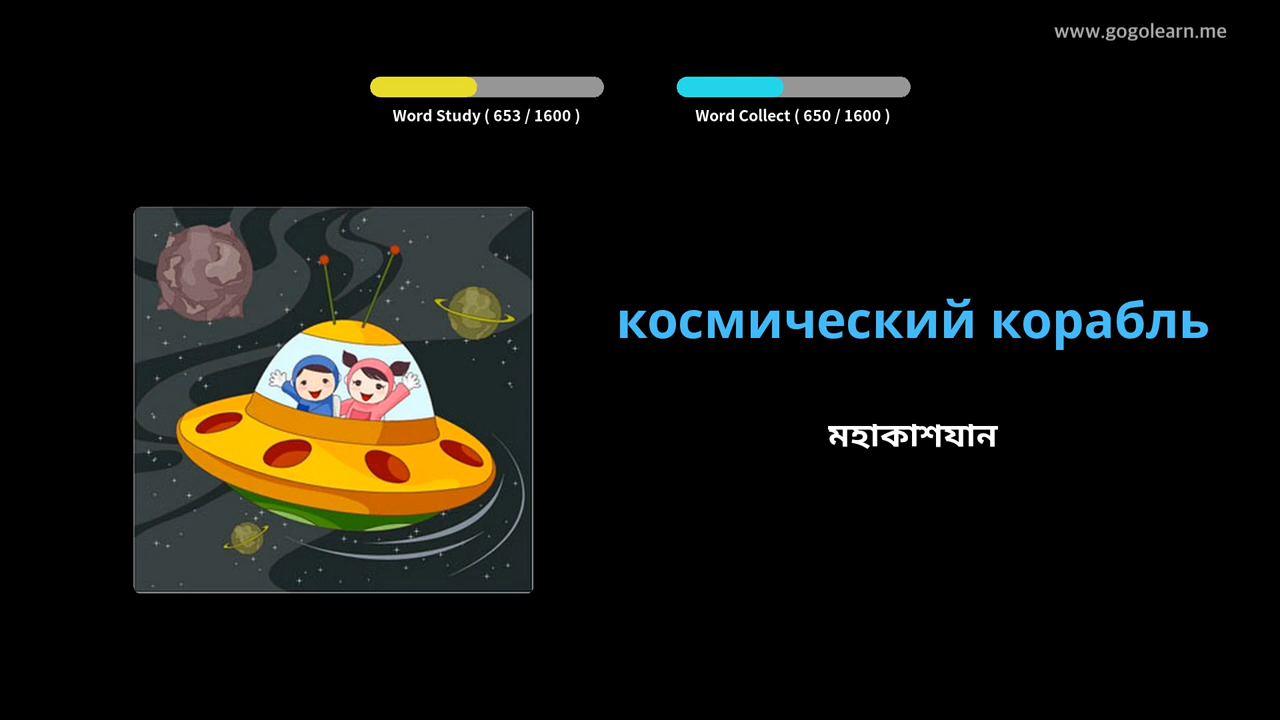 www.gogolearn.me
Word Study ( 653 / 1600 )
Word Collect ( 650 / 1600 )
космический корабль
মহাকাশযান